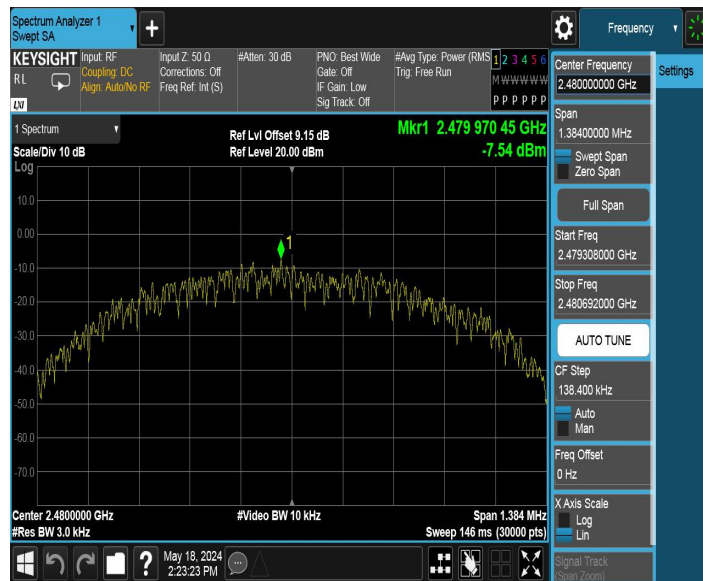 Spectrum Analyzer 1
Swept SA
+
Frequency
KEYSIGHT
RL
LXI
Input: RF
Coupling: DC
Align: Auto/No RF
Input Z: 50 Ω
Corrections: Off
Freq Ref: Int (S)
#Atten: 30 dB
PNO: Best Wide
Gate: Off
IF Gain: Low
Sig Track: Off
#Avg Type: Power (RMS
Trig: Free Run
1 2 3 4 5 6
M W W W W W
P P P P P P
1 Spectrum
Scale/Div 10 dB
Log
Ref Lvl Offset 9.15 dB
Ref Level 20.00 dBm
Mkr1 2.479 970 45 GHz
-7.54 dBm
10.0
0.00
-10.0
-20.0
-30.0
-40.0
-50.0
-60.0
-70.0
1
Center 2.4800000 GHz
#Res BW 3.0 kHz
#Video BW 10 kHz
Span 1.384 MHz
Sweep 146 ms (30000 pts)
Center Frequency
2.480000000 GHz
Settings
Span
1.38400000 MHz
Swept Span
Zero Span
Full Span
Start Freq
2.479308000 GHz
Stop Freq
2.480692000 GHz
AUTO TUNE
CF Step
138.400 kHz
Auto
Man
Freq Offset
0 Hz
X Axis Scale
Log
Lin
Signal Track
(Span Zoom)
?
May 18, 2024
2:23:23 PM